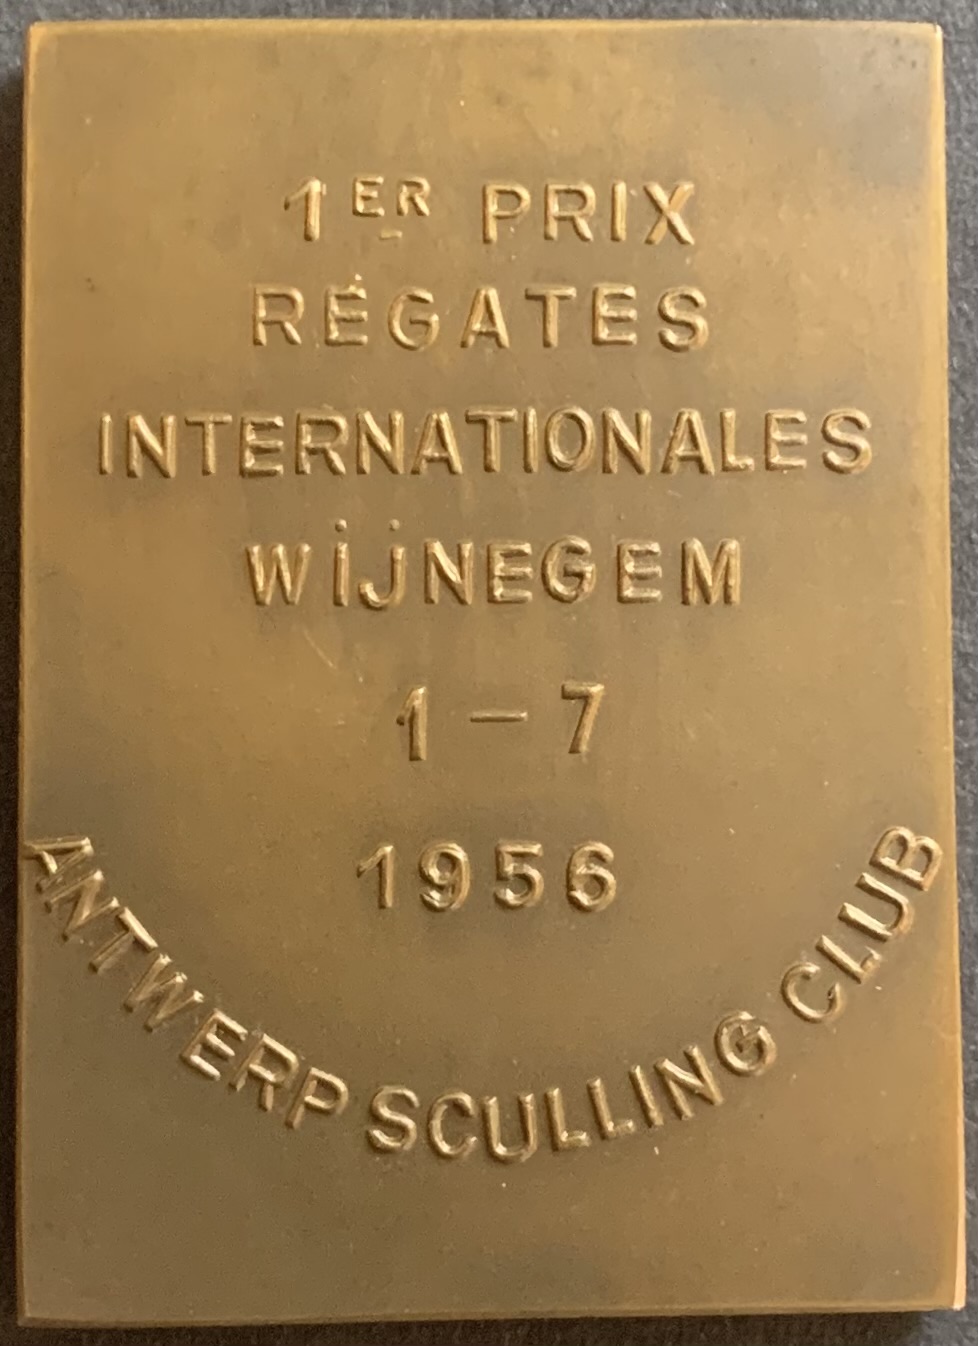 1ER PRIX
RÉGATES
INTERNATIONALES
WijNEGEM
1 – 7
1956
ANTWERP SCULLING CLUB